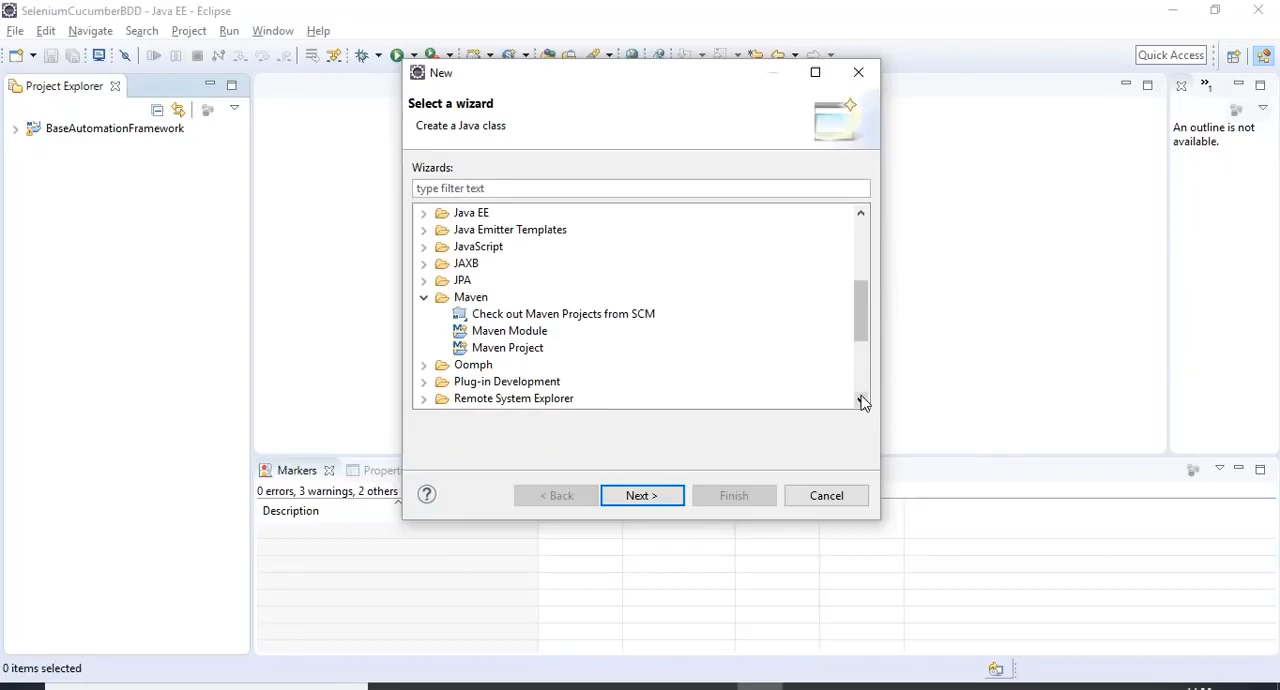 SeleniumCucumberBDD - Java EE - Eclipse
File Edit Navigate Search Project Run Window Help
Quick Access
Project Explorer
BaseAutomationFramework
New
Select a wizard
Create a Java class
Wizards:
type filter text
Java EE
Java Emitter Templates
JavaScript
JAXB
JPA
Maven
Check out Maven Projects from SCM
Maven Module
Maven Project
Oomph
Plug-in Development
Remote System Explorer
? < Back Next > Finish Cancel
An outline is not
available.
Markers Propert
0 errors, 3 warnings, 2 others
Description
0 items selected